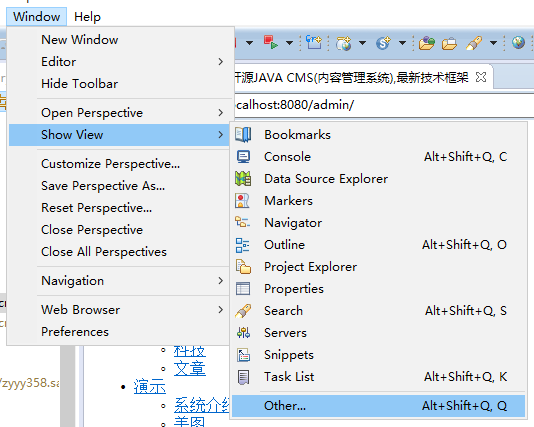 Window Help
New Window
Editor
Hide Toolbar
Open Perspective
Show View
Customize Perspective...
Save Perspective As...
Reset Perspective...
Close Perspective
Close All Perspectives
Navigation
Web Browser
Preferences
源JAVA CMS(内容管理系统),最新技术框架
calhost:8080/admin/
Bookmarks
Console Alt+Shift+Q, C
Data Source Explorer
Markers
Navigator
Outline Alt+Shift+Q, O
Project Explorer
Properties
Search Alt+Shift+Q, S
Servers
Snippets
Task List Alt+Shift+Q, K
Other... Alt+Shift+Q, Q
科技
文章
/zyyy358.sa
演示
系统介绍
美图